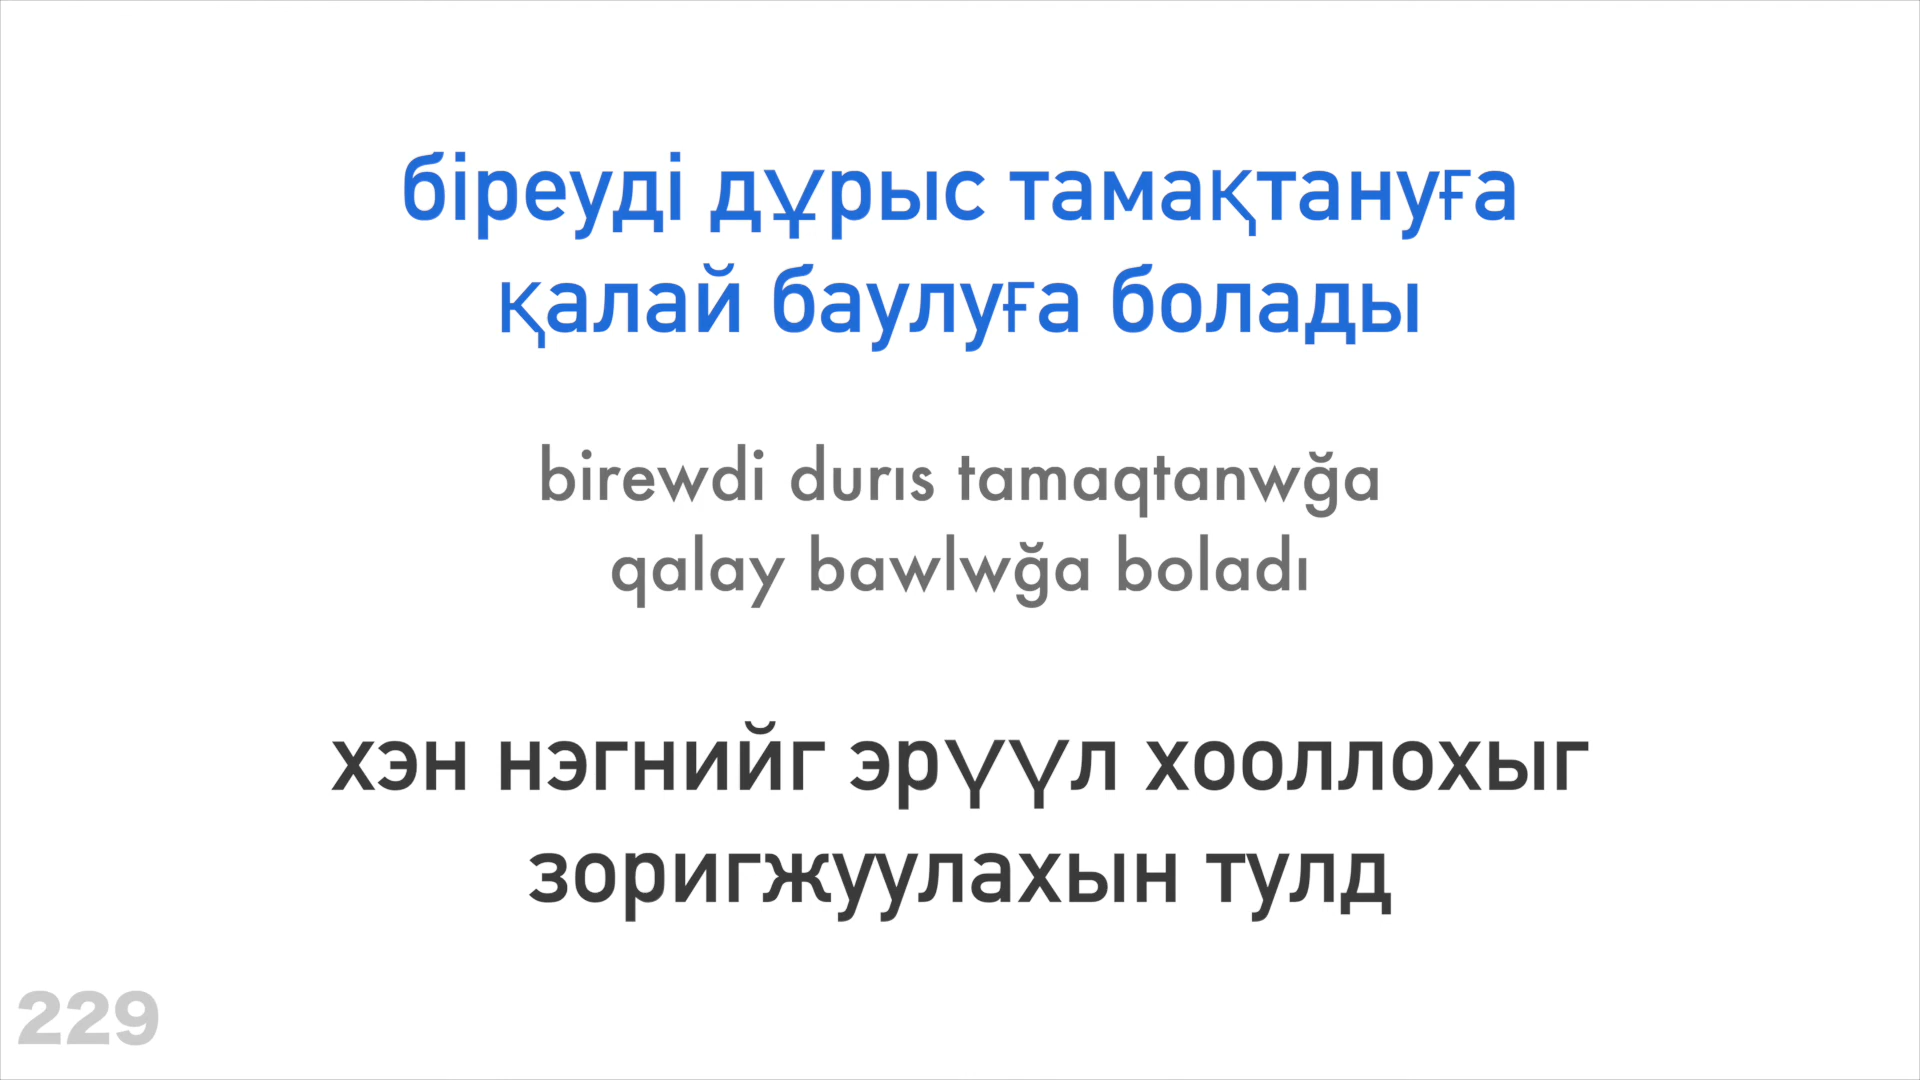 біреуді дұрыс тамақтануға
қалай баулуға болады
birewdi durıs tamaqtanwğa
qalay bawlwğa boladı
хэн нэгнийг эрүүл хооллохыг
зоригжуулахын тулд
229